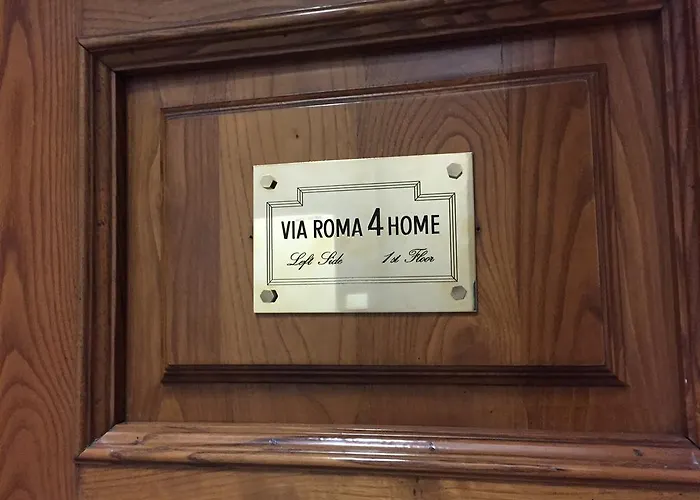 VIA ROMA 4 HOME
Left Side 1st Floor